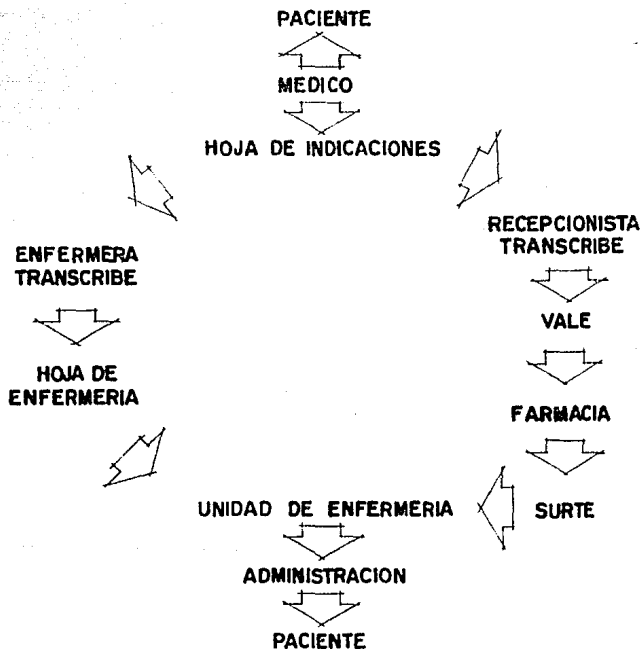 PACIENTE
MEDICO
HOJA DE INDICACIONES
ENFERMERA
TRANSCRIBE
HOJA DE
ENFERMERIA
RECEPCIONISTA
TRANSCRIBE
VALE
FARMACIA
SURTE
UNIDAD DE ENFERMERIA
ADMINISTRACION
PACIENTE